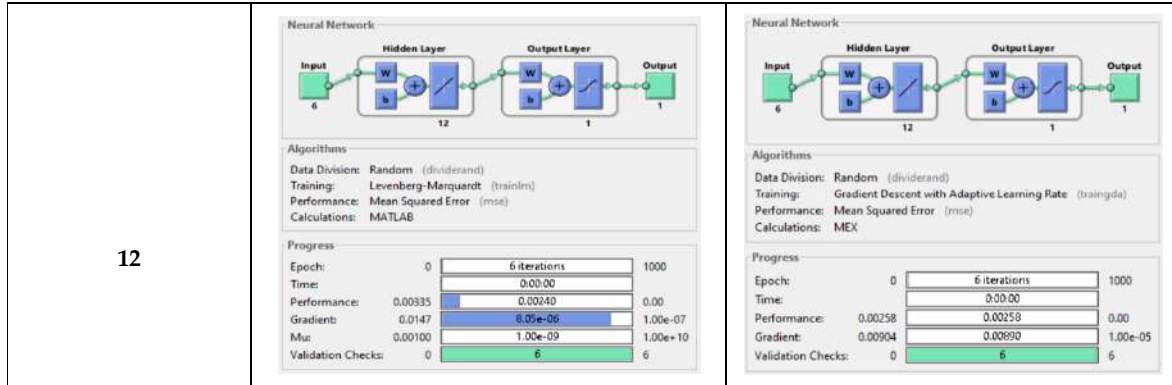 12
Neural Network
Hidden Layer Output Layer
Input Output
W W
b b
6 12 1 1
Algorithms
Data Division: Random (dividerand)
Training: Levenberg-Marquardt (trainlm)
Performance: Mean Squared Error (mse)
Calculations: MATLAB
Progress
Epoch: 0 6 iterations 1000
Time: 0:00:00
Performance: 0.00335 0.00240 0.00
Gradient: 0.0147 8.05e-06 1.00e-07
Mu: 0.00100 1.00e-09 1.00e+10
Validation Checks: 0 6 6
Neural Network
Hidden Layer Output Layer
Input Output
W W
b b
6 12 1 1
Algorithms
Data Division: Random (dividerand)
Training: Gradient Descent with Adaptive Learning Rate (traingda)
Performance: Mean Squared Error (mse)
Calculations: MEX
Progress
Epoch: 0 6 iterations 1000
Time: 0:00:00
Performance: 0.00258 0.00258 0.00
Gradient: 0.00904 0.00890 1.00e-05
Validation Checks: 0 6 6